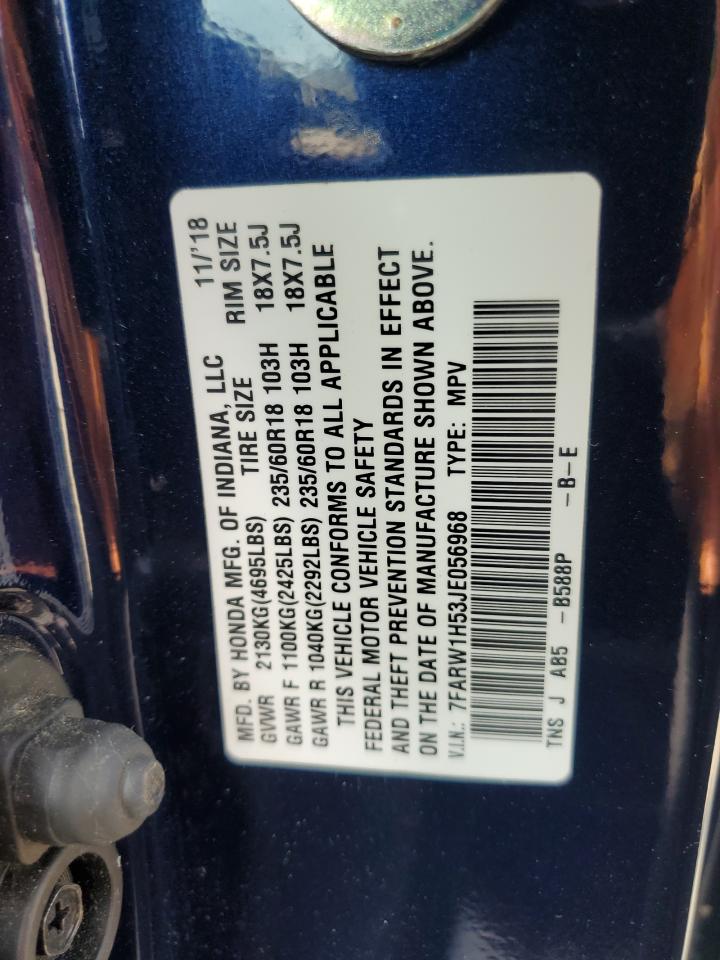 MFD. BY HONDA MFG. OF INDIANA, LLC 11/'18
GVWR 2130KG(4695LBS) TIRE SIZE RIM SIZE
GAWR F 1100KG(2425LBS) 235/60R18 103H 18X7.5J
GAWR R 1040KG(2292LBS) 235/60R18 103H 18X7.5J
THIS VEHICLE CONFORMS TO ALL APPLICABLE
FEDERAL MOTOR VEHICLE SAFETY
AND THEFT PREVENTION STANDARDS IN EFFECT
ON THE DATE OF MANUFACTURE SHOWN ABOVE.
V.I.N.: 7FARW1H53JE056968 TYPE: MPV
TNS J A85 -B588P -B-E